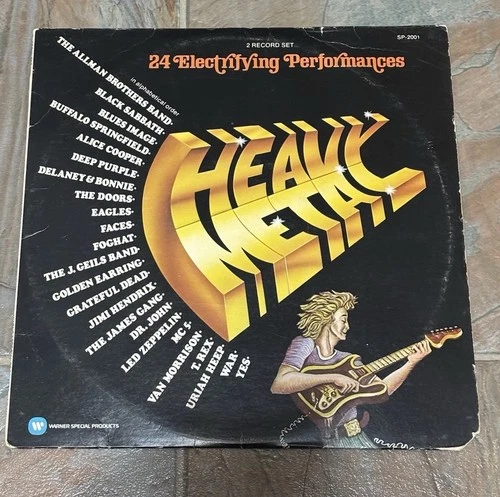 2 RECORD SET
SP-2001
24 Electrifying Performances
in alphabetical order
THE ALLMAN BROTHERS BAND·
BLACK SABBATH·
BLUES IMAGE·
BUFFALO SPRINGFIELD·
ALICE COOPER·
DEEP PURPLE·
DELANEY & BONNIE·
THE DOORS·
EAGLES·
FACES·
FOGHAT·
THE J. GEILS BAND·
GOLDEN EARRING·
GRATEFUL DEAD·
JIMI HENDRIX·
THE JAMES GANG·
DR. JOHN·
LED ZEPPELIN·
MC 5·
VAN MORRISON·
T. REX·
URIAH HEEP·
WAR·
YES·
HEAVY
METAL
WARNER SPECIAL PRODUCTS